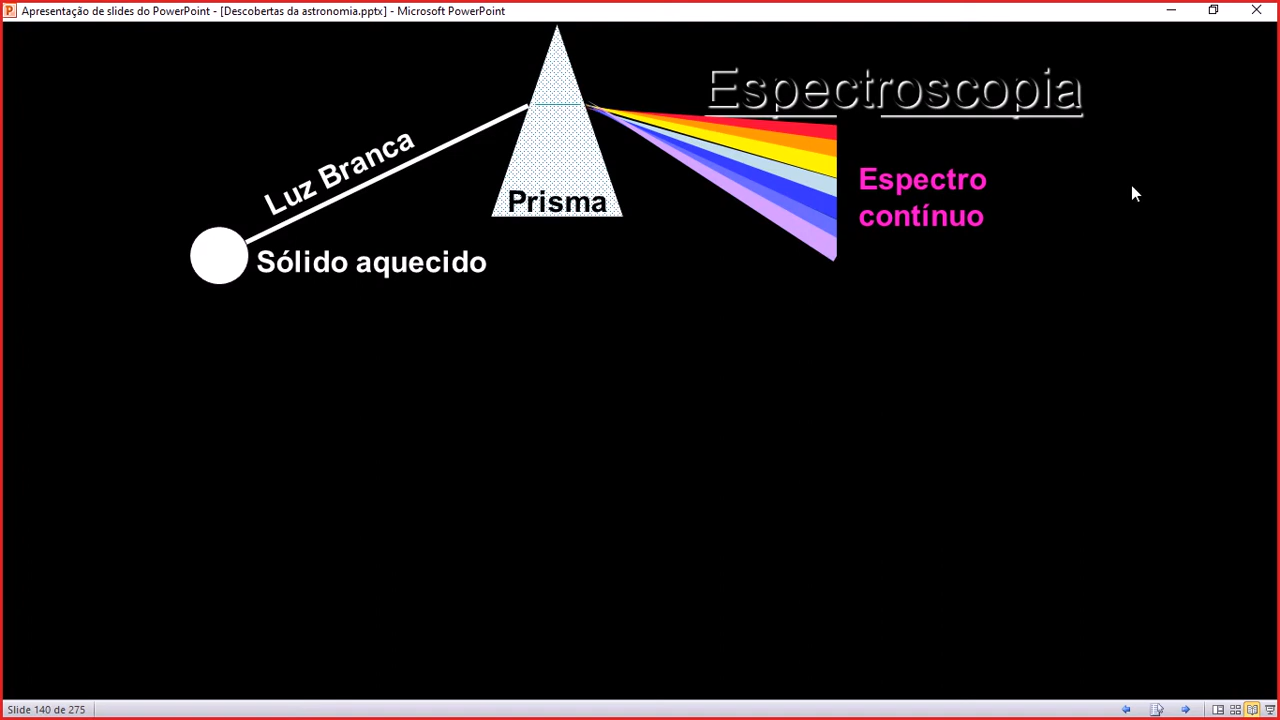 Apresentação de slides do PowerPoint - [Descobertas da astronomia.pptx] - Microsoft PowerPoint
Espectroscopia
Luz Branca
Prisma
Espectro
contínuo
Sólido aquecido
Slide 140 de 275